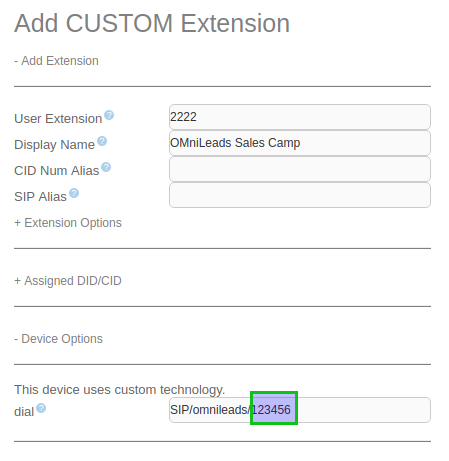 Add CUSTOM Extension
- Add Extension
User Extension ? 2222
Display Name ? OMniLeads Sales Camp
CID Num Alias ?
SIP Alias ?
+ Extension Options
+ Assigned DID/CID
- Device Options
This device uses custom technology.
dial ? SIP/omnileads/123456